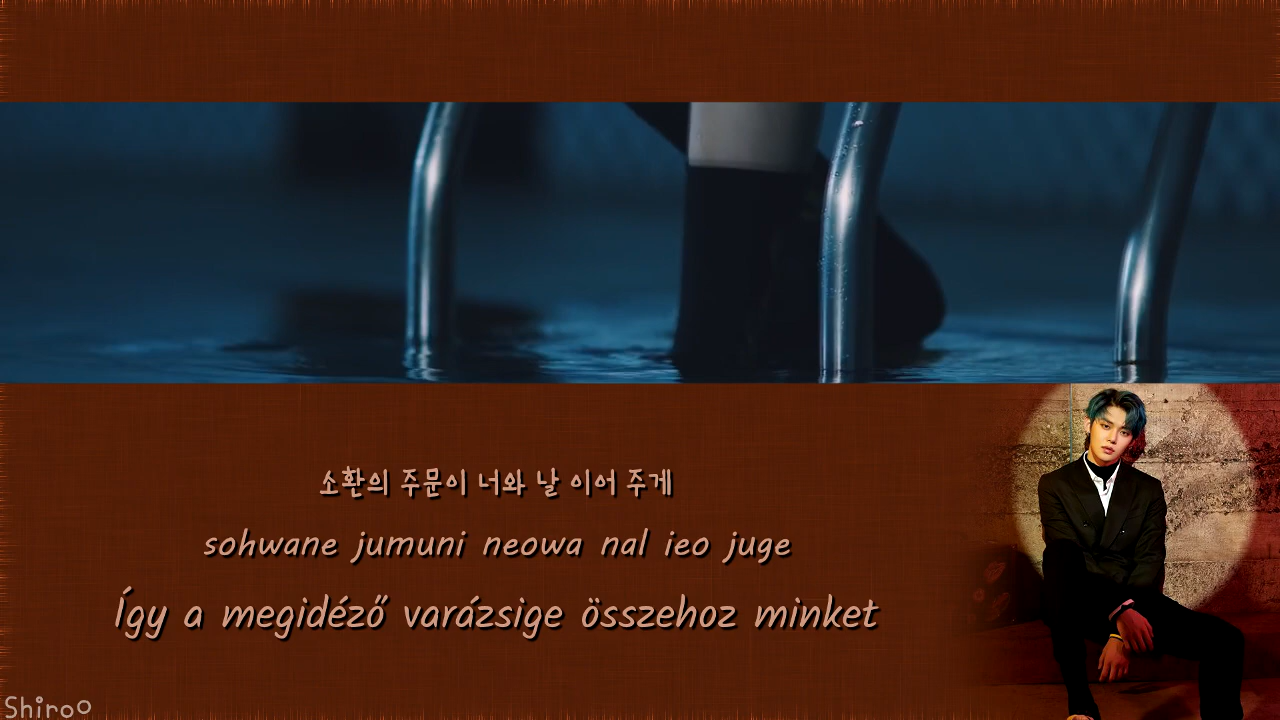 소환의 주문이 너와 날 이어 주게
sohwane jumuni neowa nal ieo juge
Így a megidéző varázsige összehoz minket
Shiroo